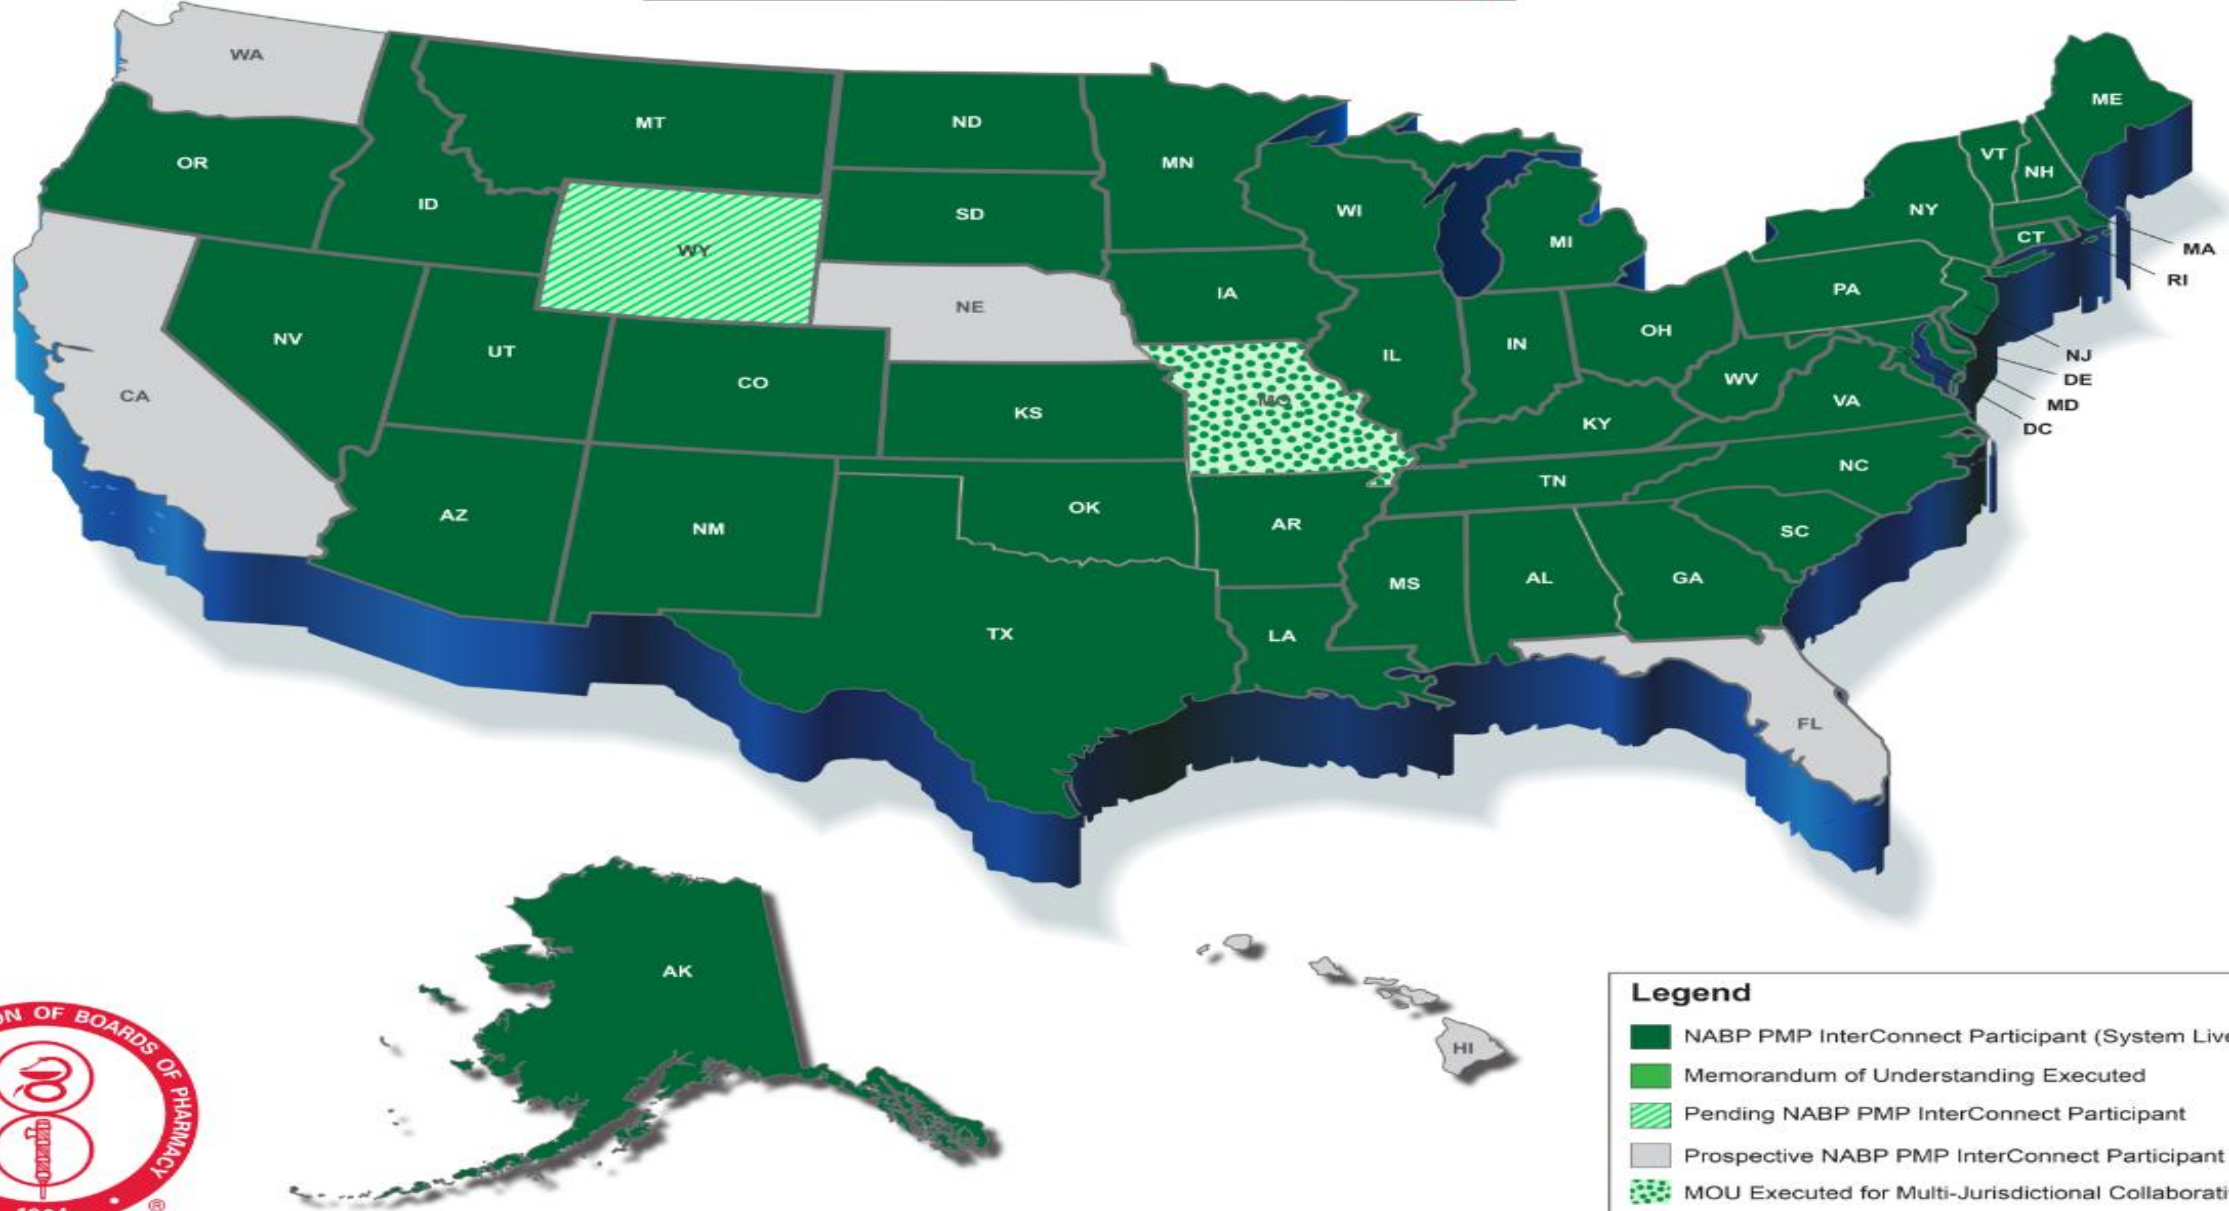 WA
MT
ND
ME
OR
MN
VT
NH
ID
SD
WI
NY
WY
MI
CT
MA
RI
IA
PA
NE
NV
UT
IL
IN
OH
NJ
CO
WV
DE
CA
KS
MO
KY
VA
MD
DC
AZ
NM
OK
AR
TN
NC
SC
MS
AL
GA
TX
LA
FL
AK
HI
OF BOARDS OF PHARMACY
®
Legend
NABP PMP InterConnect Participant (System Live
Memorandum of Understanding Executed
Pending NABP PMP InterConnect Participant
Prospective NABP PMP InterConnect Participant
MOU Executed for Multi-Jurisdictional